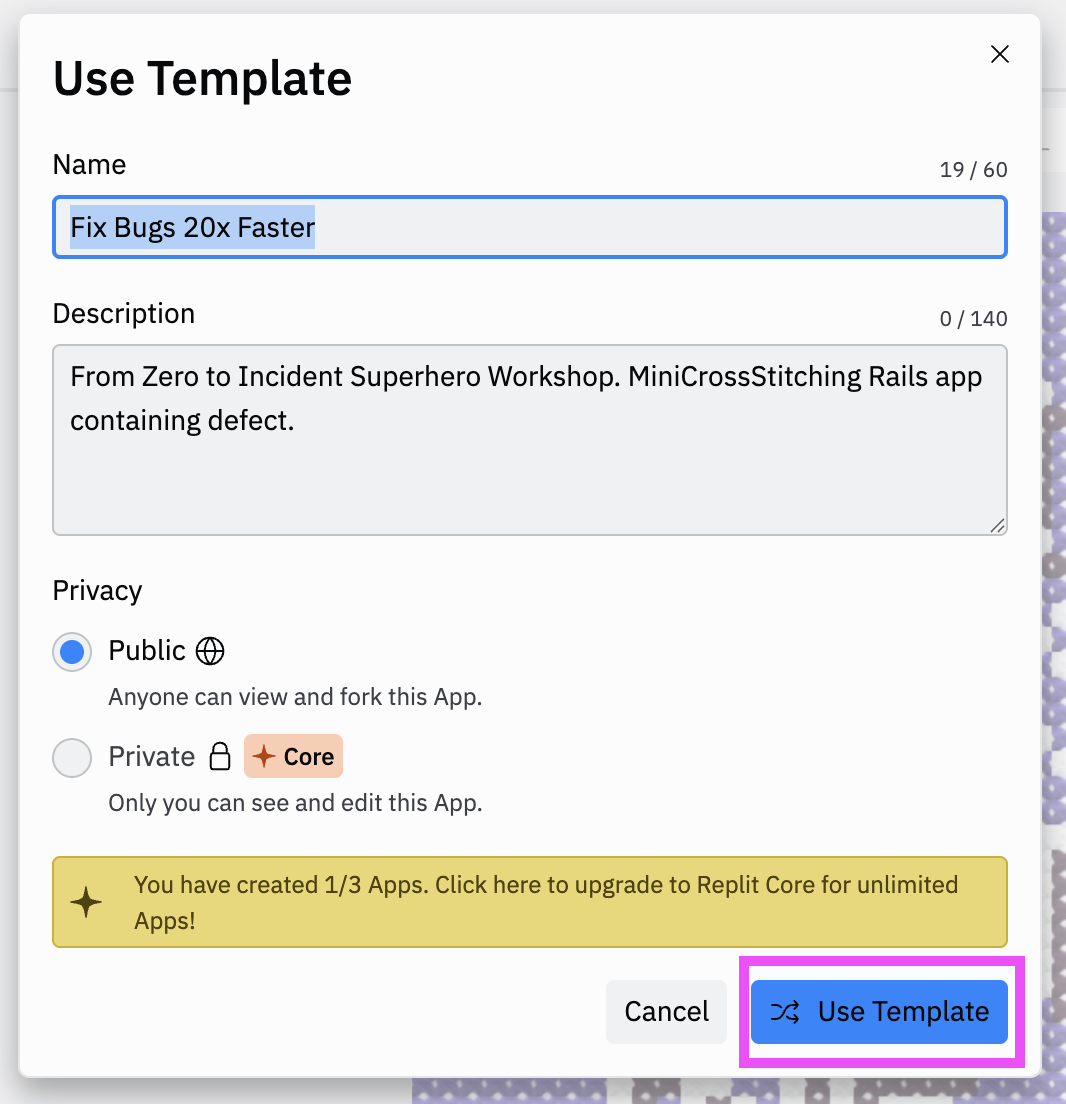 Use Template
Name
19 / 60
Fix Bugs 20x Faster
Description
0 / 140
From Zero to Incident Superhero Workshop. MiniCrossStitching Rails app
containing defect.
Privacy
Public
Anyone can view and fork this App.
Private
Core
Only you can see and edit this App.
You have created 1/3 Apps. Click here to upgrade to Replit Core for unlimited
Apps!
Cancel
Use Template